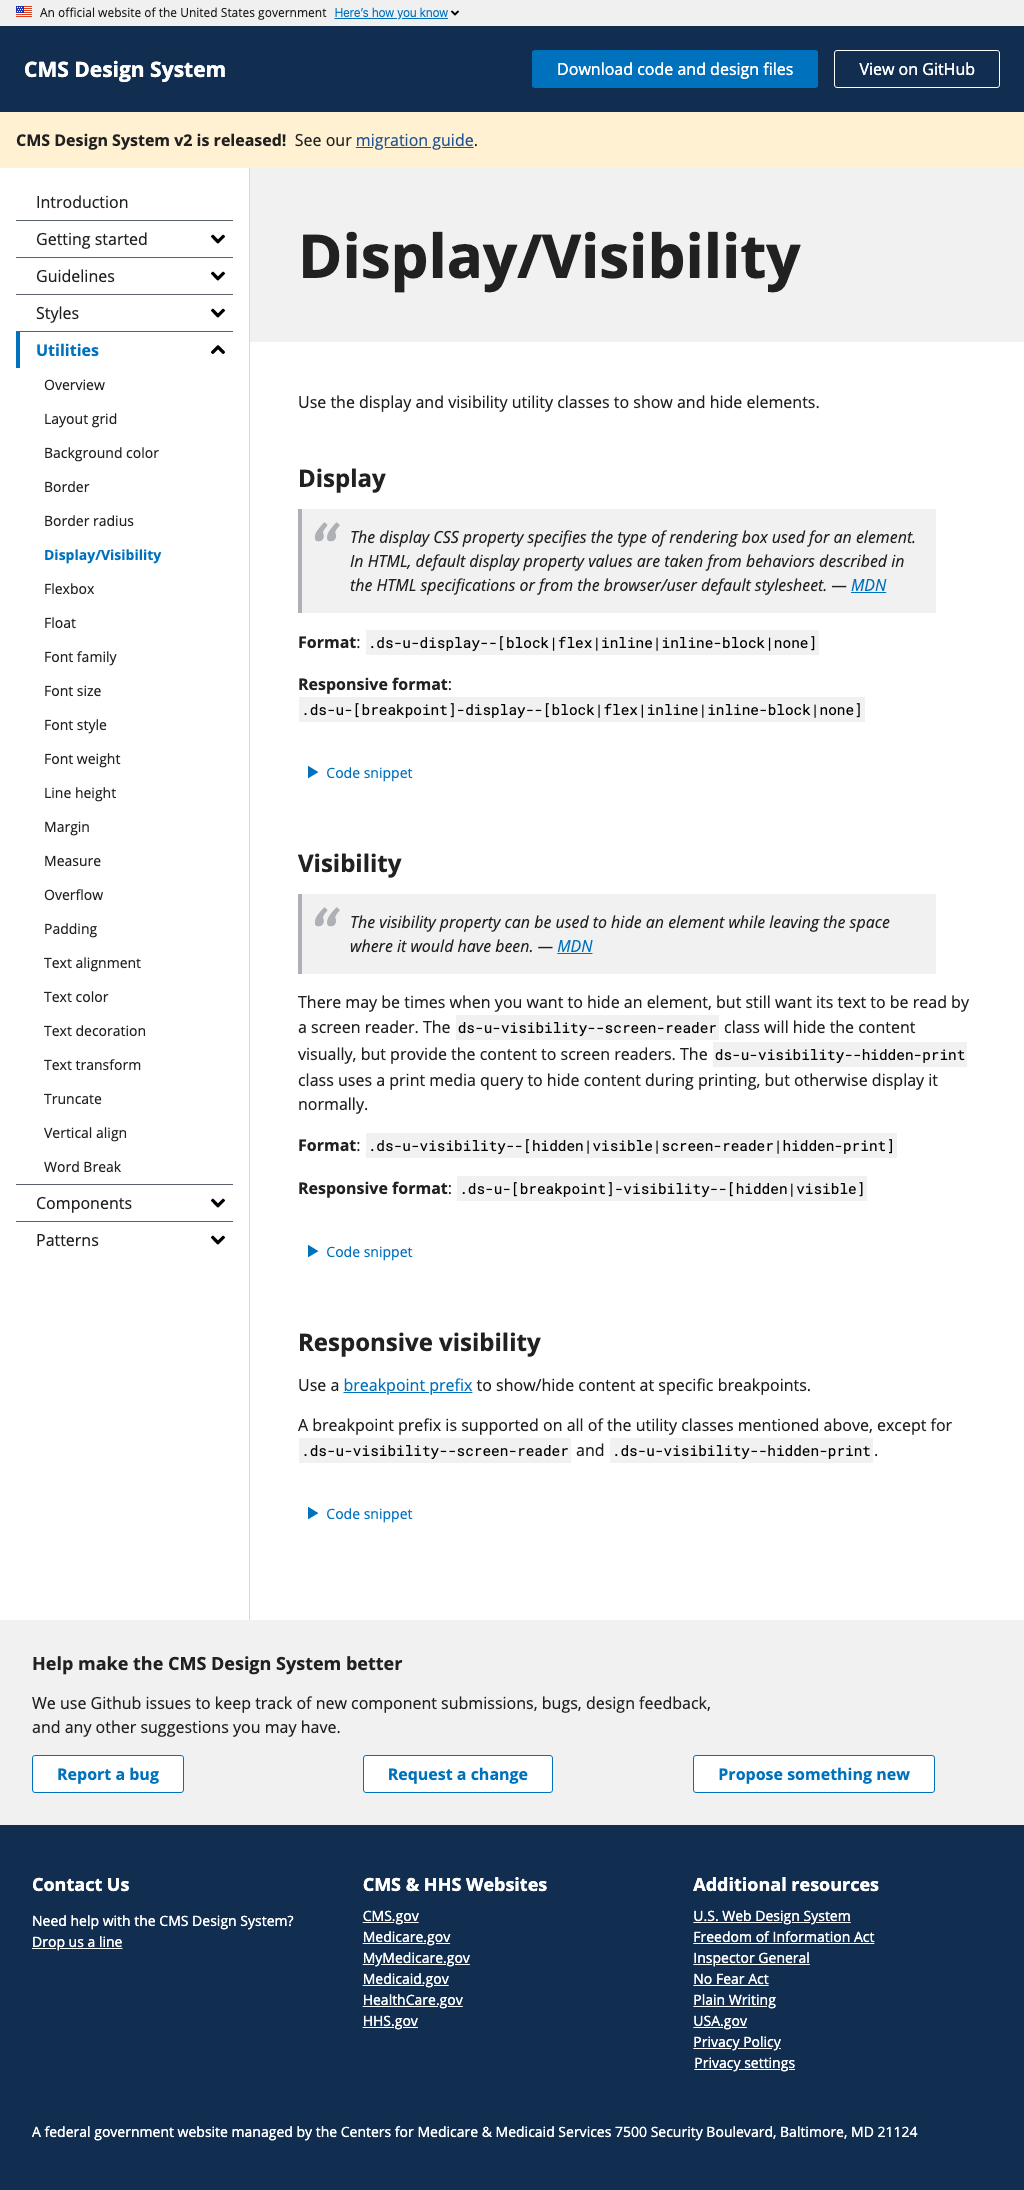 An official website of the United States government Here's how you know
CMS Design System
Download code and design files
View on GitHub
CMS Design System v2 is released! See our migration guide.
Introduction
Getting started
Guidelines
Styles
Utilities
Overview
Layout grid
Background color
Border
Border radius
Display/Visibility
Flexbox
Float
Font family
Font size
Font style
Font weight
Line height
Margin
Measure
Overflow
Padding
Text alignment
Text color
Text decoration
Text transform
Truncate
Vertical align
Word Break
Components
Patterns
Display/Visibility
Use the display and visibility utility classes to show and hide elements.
Display
“
The display CSS property specifies the type of rendering box used for an element.
In HTML, default display property values are taken from behaviors described in
the HTML specifications or from the browser/user default stylesheet. — MDN
Format: .ds-u-display--[block|flex|inline|inline-block|none]
Responsive format:
.ds-u-[breakpoint]-display--[block|flex|inline|inline-block|none]
Code snippet
Visibility
“
The visibility property can be used to hide an element while leaving the space
where it would have been. — MDN
There may be times when you want to hide an element, but still want its text to be read by
a screen reader. The ds-u-visibility--screen-reader class will hide the content
visually, but provide the content to screen readers. The ds-u-visibility--hidden-print
class uses a print media query to hide content during printing, but otherwise display it
normally.
Format: .ds-u-visibility--[hidden|visible|screen-reader|hidden-print]
Responsive format: .ds-u-[breakpoint]-visibility--[hidden|visible]
Code snippet
Responsive visibility
Use a breakpoint prefix to show/hide content at specific breakpoints.
A breakpoint prefix is supported on all of the utility classes mentioned above, except for
.ds-u-visibility--screen-reader and .ds-u-visibility--hidden-print.
Code snippet
Help make the CMS Design System better
We use Github issues to keep track of new component submissions, bugs, design feedback,
and any other suggestions you may have.
Report a bug
Request a change
Propose something new
Contact Us
Need help with the CMS Design System?
Drop us a line
CMS & HHS Websites
CMS.gov
Medicare.gov
MyMedicare.gov
Medicaid.gov
HealthCare.gov
HHS.gov
Additional resources
U.S. Web Design System
Freedom of Information Act
Inspector General
No Fear Act
Plain Writing
USA.gov
Privacy Policy
Privacy settings
A federal government website managed by the Centers for Medicare & Medicaid Services 7500 Security Boulevard, Baltimore, MD 21124